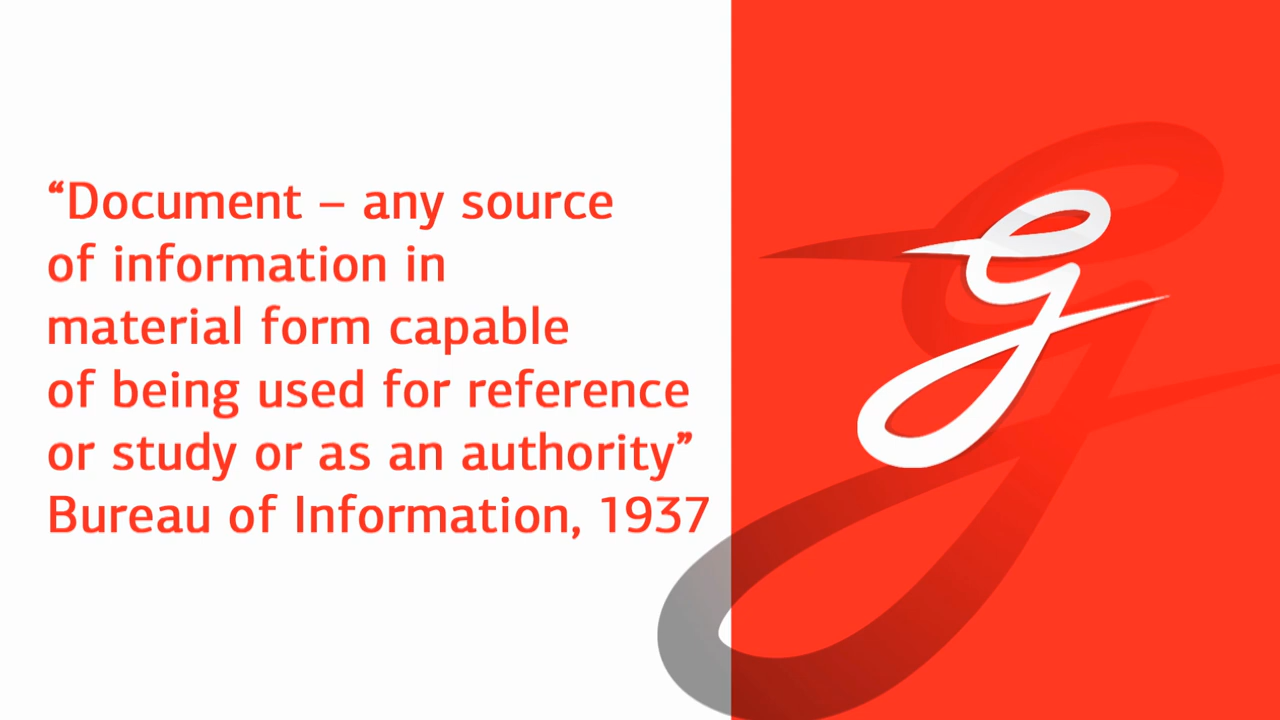 “Document – any source
of information in
material form capable
of being used for reference
or study or as an authority”
Bureau of Information, 1937
G